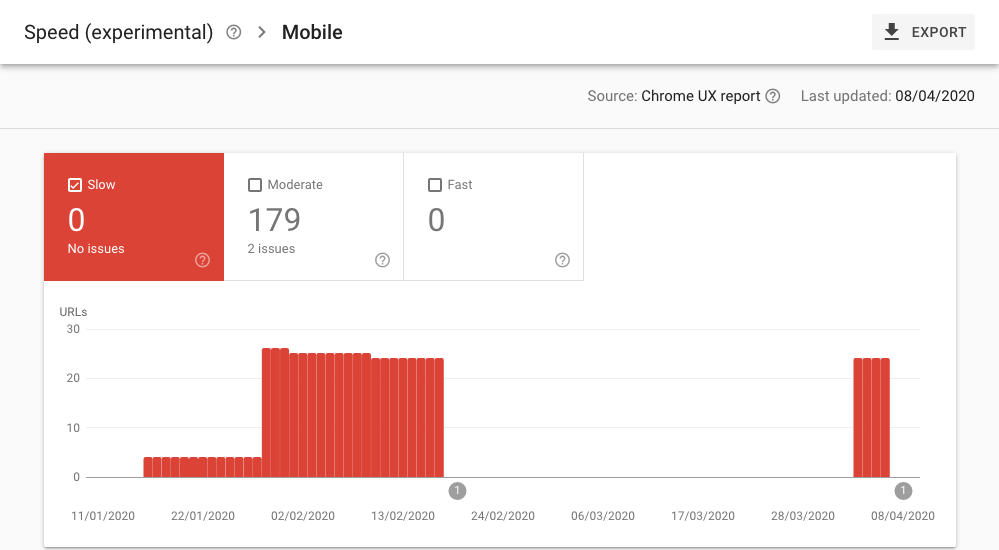 Speed (experimental) ? > Mobile
EXPORT
Source: Chrome UX report ? Last updated: 08/04/2020
Slow
0
No issues
?
Moderate
179
2 issues
?
Fast
0
?
URLs
30
20
10
0
1 1
11/01/2020 22/01/2020 02/02/2020 13/02/2020 24/02/2020 06/03/2020 17/03/2020 28/03/2020 08/04/2020